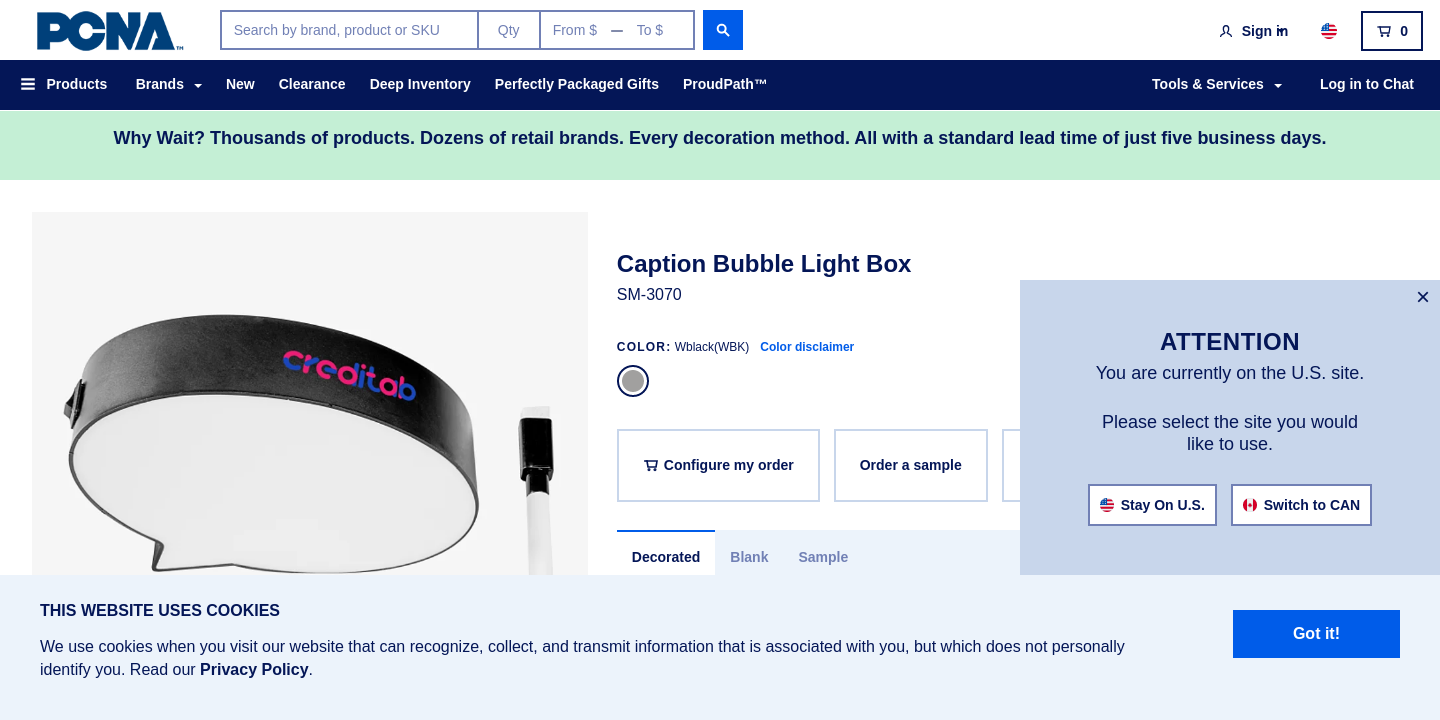 PCNA™
Search by brand, product or SKU Qty From $ — To $
Sign in
0
Products Brands New Clearance Deep Inventory Perfectly Packaged Gifts ProudPath™ Tools & Services Log in to Chat
Why Wait? Thousands of products. Dozens of retail brands. Every decoration method. All with a standard lead time of just five business days.
creditab
Caption Bubble Light Box
SM-3070
COLOR: Wblack(WBK) Color disclaimer
Configure my order
Order a sample
Decorated Blank Sample
×
ATTENTION
You are currently on the U.S. site.
Please select the site you would
like to use.
Stay On U.S. Switch to CAN
THIS WEBSITE USES COOKIES
We use cookies when you visit our website that can recognize, collect, and transmit information that is associated with you, but which does not personally
identify you. Read our Privacy Policy.
Got it!